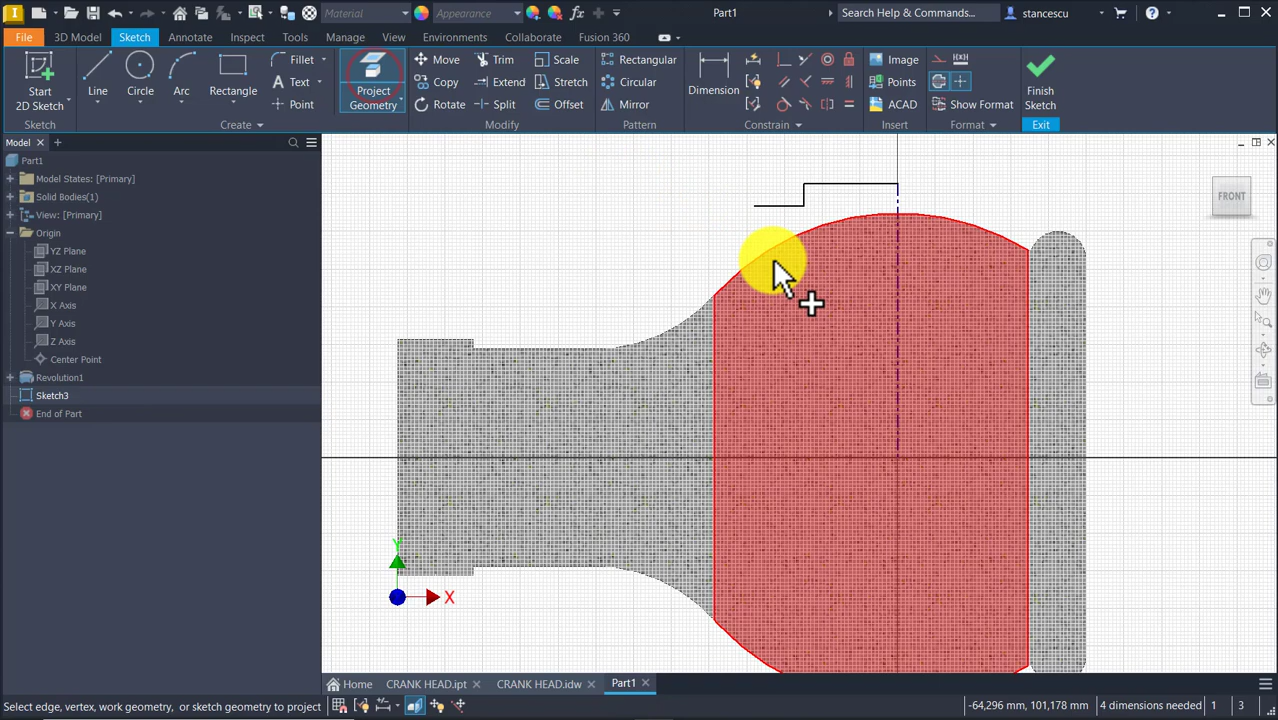 Material
Appearance
Part1
Search Help & Commands...
stancescu
File
3D Model
Sketch
Annotate
Inspect
Tools
Manage
View
Environments
Collaborate
Fusion 360
Start
2D Sketch
Line
Circle
Arc
Rectangle
Fillet
Text
Point
Project
Geometry
Move
Copy
Rotate
Trim
Extend
Split
Scale
Stretch
Offset
Rectangular
Circular
Mirror
Dimension
Image
Points
ACAD
Show Format
Finish
Sketch
Sketch
Create
Modify
Pattern
Constrain
Insert
Format
Exit
Model
Part1
Model States: [Primary]
Solid Bodies(1)
View: [Primary]
Origin
YZ Plane
XZ Plane
XY Plane
X Axis
Y Axis
Z Axis
Center Point
Revolution1
Sketch3
End of Part
FRONT
Y
X
Home
CRANK HEAD.ipt
CRANK HEAD.idw
Part1
Select edge, vertex, work geometry, or sketch geometry to project
-64,296 mm, 101,178 mm
4 dimensions needed
1
3